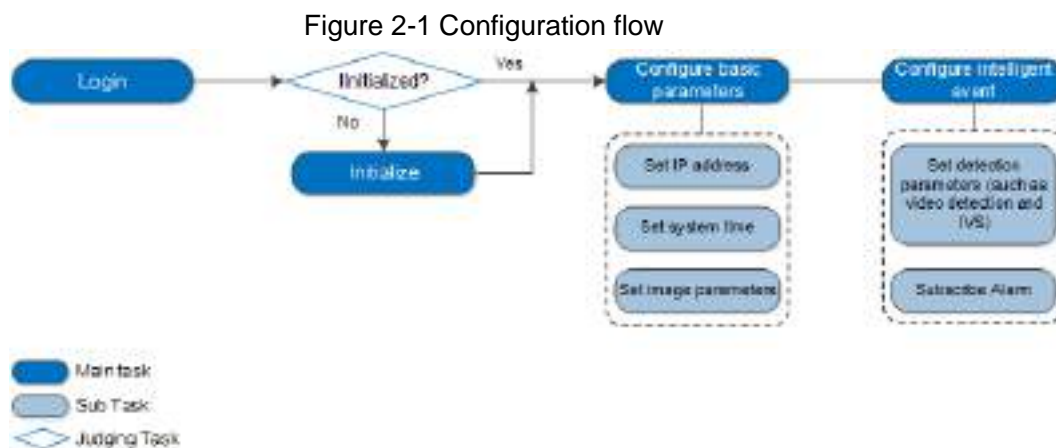 Figure 2-1 Configuration flow
Login
IInitialized?
Yes
No
Initialize
Configure basic
parameters
Set IP address
Set system time
Set image parameters
Configure intelligent
event
Set detection
parameters (such as
video detection and
IVS)
Subscribe Alarm
Main task
Sub Task
Judging Task